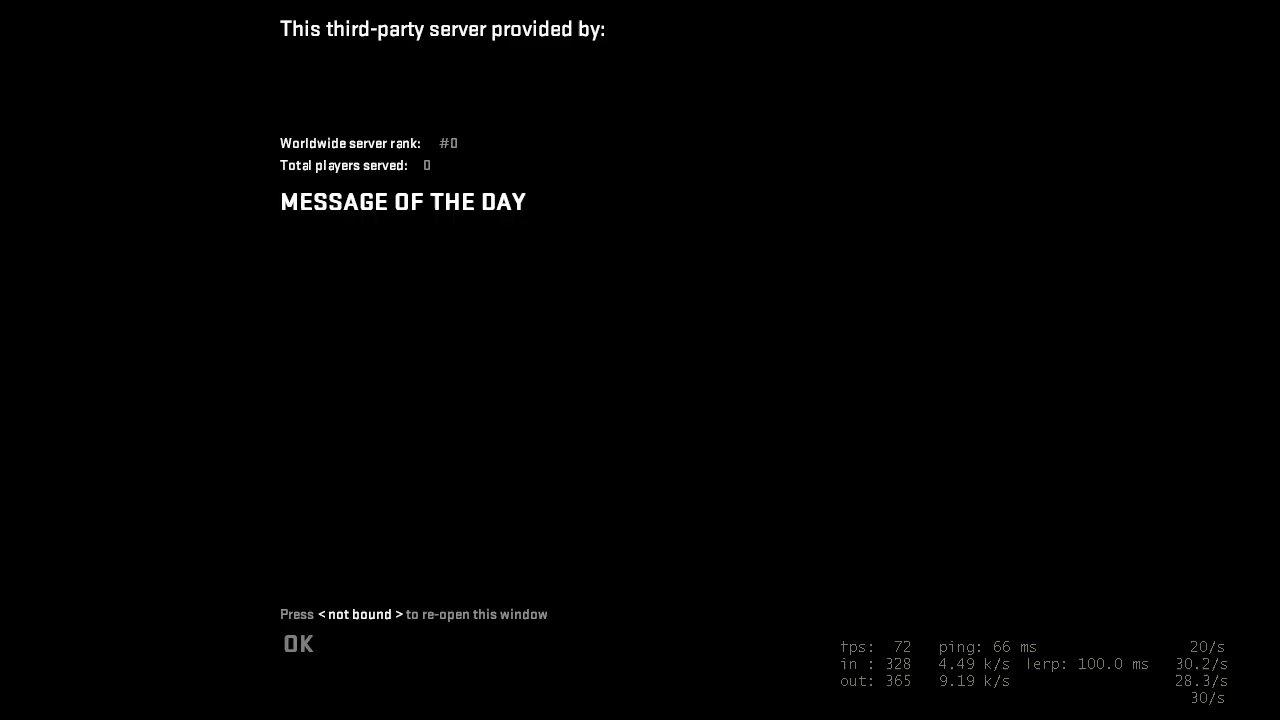 This third-party server provided by:
Worldwide server rank: #0
Total players served: 0
MESSAGE OF THE DAY
Press < not bound > to re-open this window
OK
fps: 72 ping: 66 ms 20/s
in : 328 4.49 k/s lerp: 100.0 ms 30.2/s
out: 365 9.19 k/s 28.3/s
30/s